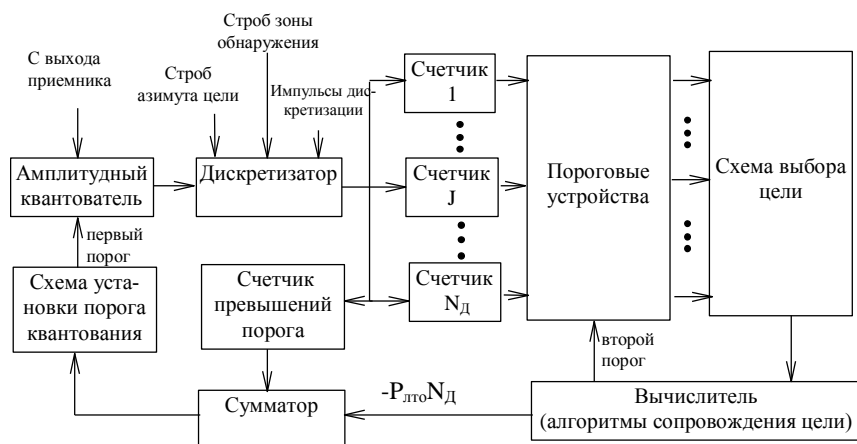 Строб зоны
обнаружения
С выхода
приемника
Строб
азимута цели
Импульсы дис-
кретизации
Амплитудный
квантователь
Дискретизатор
Счетчик
1
Счетчик
J
Счетчик
Nд
Пороговые
устройства
Схема выбора
цели
первый
порог
Схема уста-
новки порога
квантования
Счетчик
превышений
порога
второй
порог
Сумматор
-PлтоNД
Вычислитель
(алгоритмы сопровождения цели)